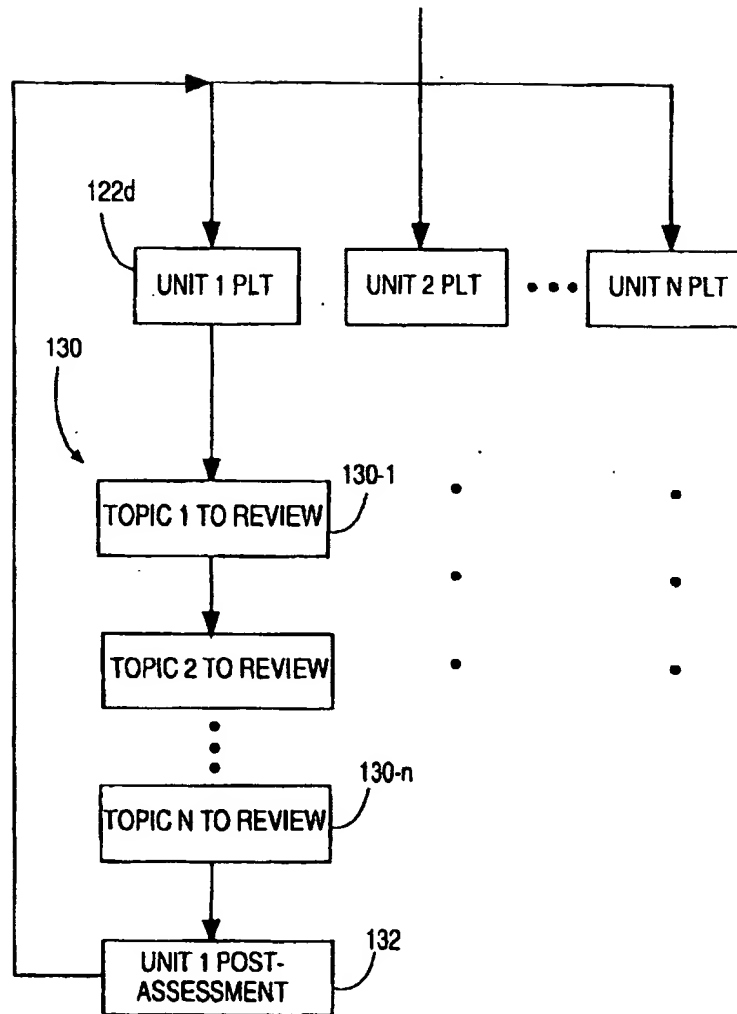 122d
UNIT 1 PLT
UNIT 2 PLT
UNIT N PLT
130
130-1
TOPIC 1 TO REVIEW
TOPIC 2 TO REVIEW
130-n
TOPIC N TO REVIEW
132
UNIT 1 POST-
ASSESSMENT